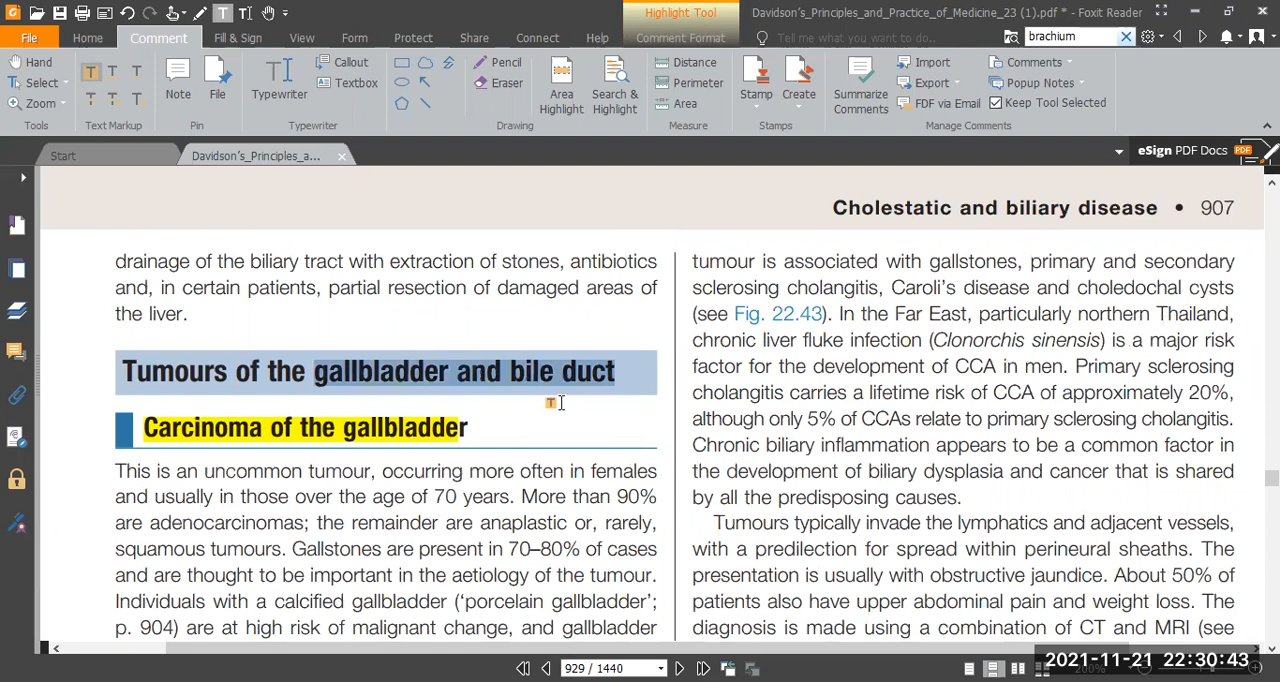 Highlight Tool
Davidson's_Principles_and_Practice_of_Medicine_23 (1).pdf * - Foxit Reader
File Home Comment Fill & Sign View Form Protect Share Connect Help Comment Format Tell me what you want to do.. brachium
Hand
Select
Zoom
Tools
Text Markup
Note
File
Pin
Typewriter
Callout
Textbox
Typewriter
Pencil
Eraser
Area Highlight
Search & Highlight
Drawing
Distance
Perimeter
Area
Measure
Stamp
Create
Stamps
Summarize Comments
Import
Export
FDF via Email
Comments
Popup Notes
Keep Tool Selected
Manage Comments
Start
Davidson's_Principles_a...
eSign PDF Docs
Cholestatic and biliary disease • 907
drainage of the biliary tract with extraction of stones, antibiotics
and, in certain patients, partial resection of damaged areas of
the liver.
Tumours of the gallbladder and bile duct
Carcinoma of the gallbladder
This is an uncommon tumour, occurring more often in females
and usually in those over the age of 70 years. More than 90%
are adenocarcinomas; the remainder are anaplastic or, rarely,
squamous tumours. Gallstones are present in 70–80% of cases
and are thought to be important in the aetiology of the tumour.
Individuals with a calcified gallbladder ('porcelain gallbladder';
p. 904) are at high risk of malignant change, and gallbladder
tumour is associated with gallstones, primary and secondary
sclerosing cholangitis, Caroli's disease and choledochal cysts
(see Fig. 22.43). In the Far East, particularly northern Thailand,
chronic liver fluke infection (Clonorchis sinensis) is a major risk
factor for the development of CCA in men. Primary sclerosing
cholangitis carries a lifetime risk of CCA of approximately 20%,
although only 5% of CCAs relate to primary sclerosing cholangitis.
Chronic biliary inflammation appears to be a common factor in
the development of biliary dysplasia and cancer that is shared
by all the predisposing causes.
Tumours typically invade the lymphatics and adjacent vessels,
with a predilection for spread within perineural sheaths. The
presentation is usually with obstructive jaundice. About 50% of
patients also have upper abdominal pain and weight loss. The
diagnosis is made using a combination of CT and MRI (see
929 / 1440
2021-11-21 22:30:43